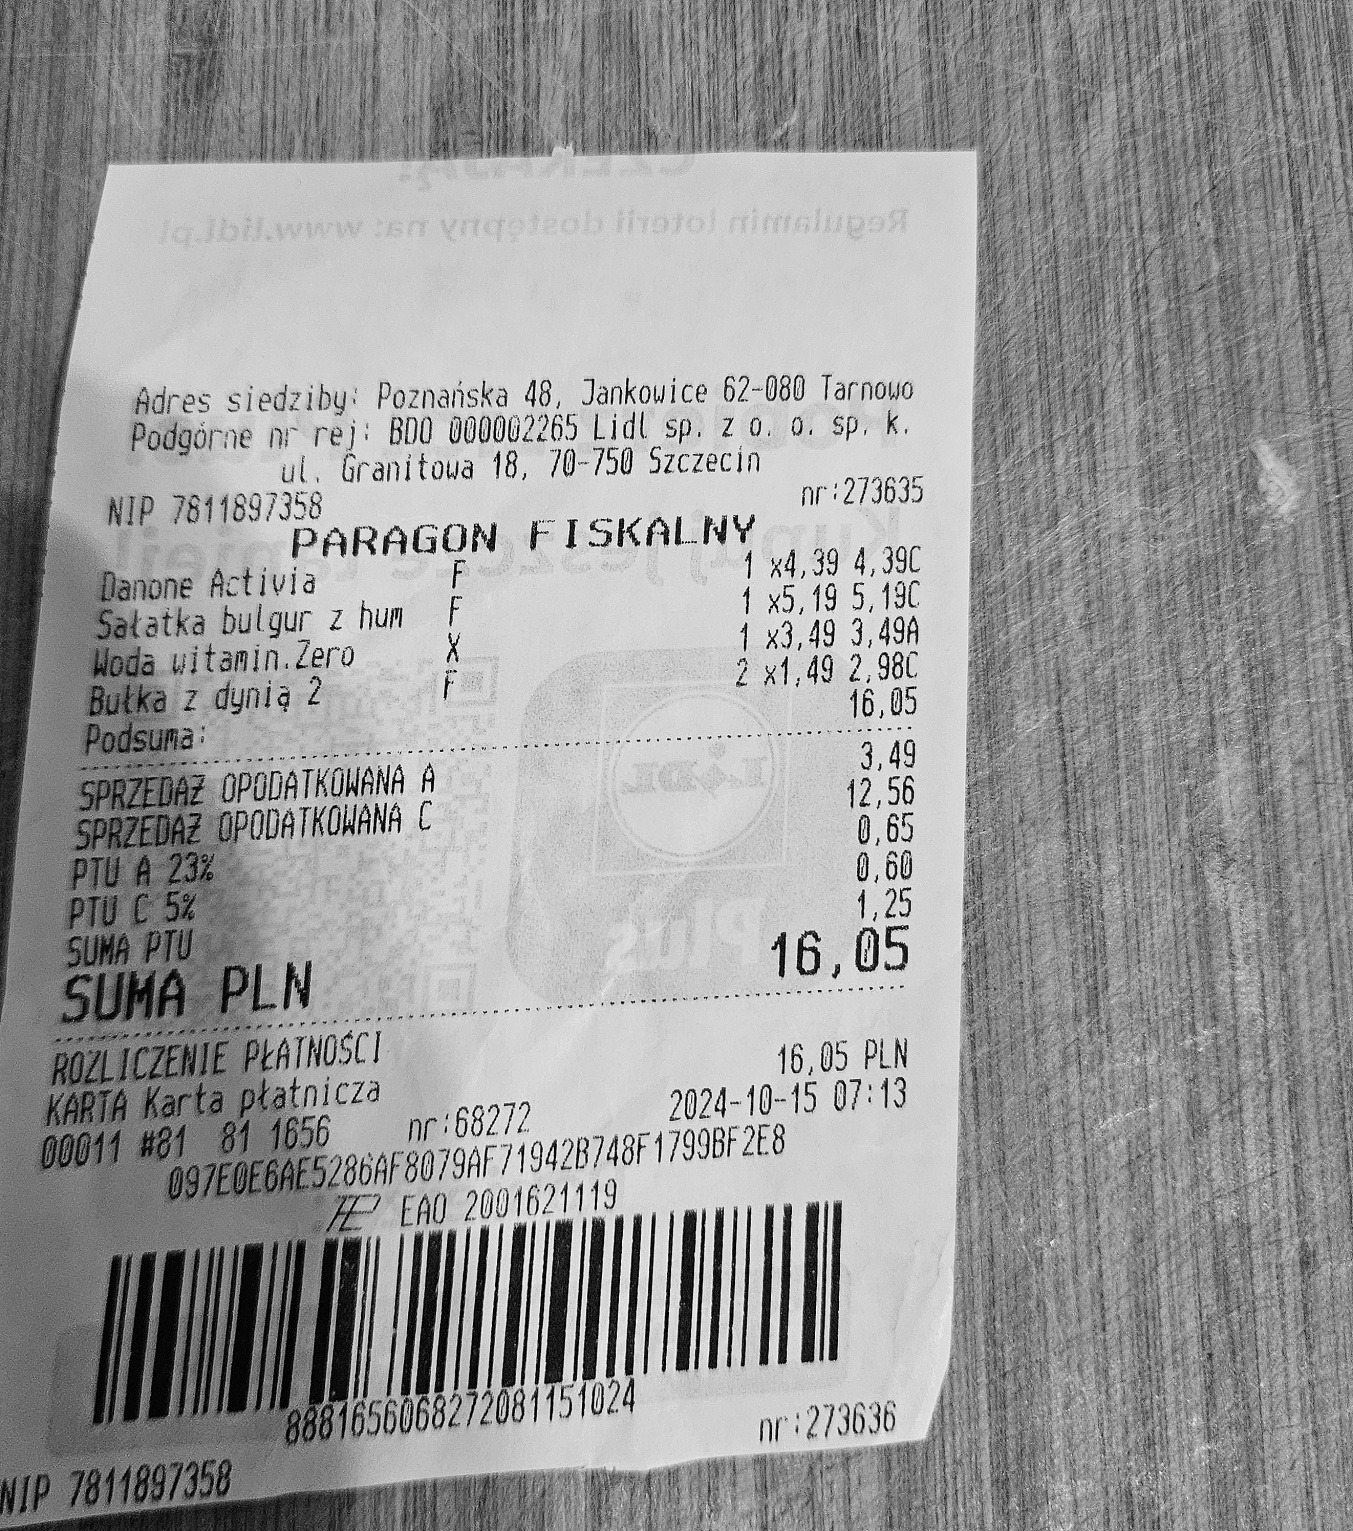 Adres siedziby: Poznańska 48, Jankowice 62-080 Tarnowo
Podgórne nr rej: BDO 000002265 Lidl sp. z o. o. sp. k.
ul. Granitowa 18, 70-750 Szczecin
NIP 7811897358 nr:273635
PARAGON FISKALNY
Danone Activia F 1 x4,39 4,39C
Sałatka bulgur z hum F 1 x5,19 5,19C
Woda witamin.Zero X 1 x3,49 3,49A
Bułka z dynią 2 F 2 x1,49 2,98C
Podsuma: 16,05
SPRZEDAŻ OPODATKOWANA A 3,49
SPRZEDAŻ OPODATKOWANA C 12,56
PTU A 23% 0,65
PTU C 5% 0,60
SUMA PTU 1,25
SUMA PLN 16,05
ROZLICZENIE PŁATNOŚCI
KARTA Karta płatnicza 16,05 PLN
00011 #81 81 1656 nr:68272 2024-10-15 07:13
097E0E6AE5286AF8079AF71942B748F1799BF2E8
EAO 2001621119
8881656068272081151024
NIP 7811897358 nr:273636
Regulamin loterii dostępny na: www.lidl.pl
LIDL
Plus